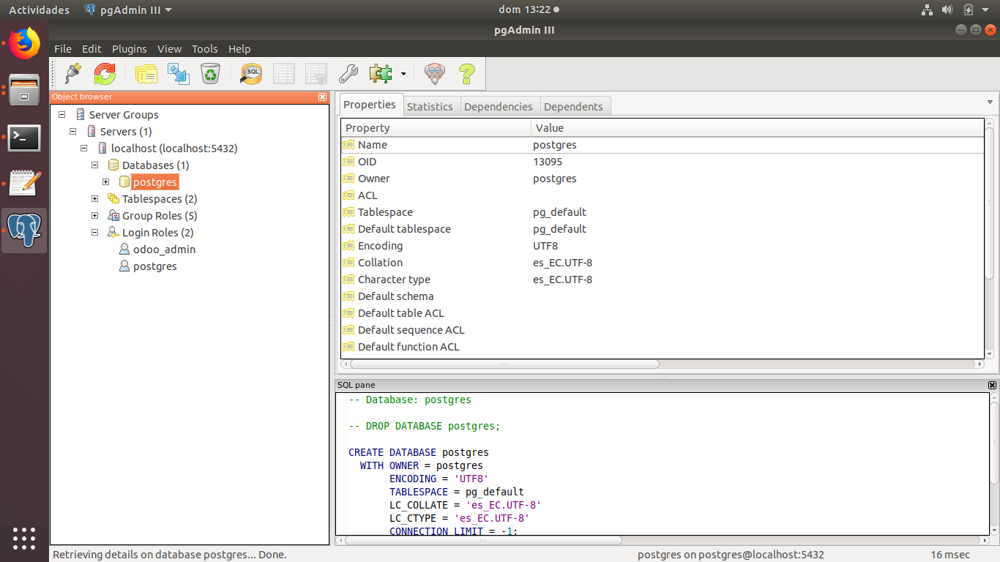 Actividades pgAdmin III dom 13:22
pgAdmin III
File Edit Plugins View Tools Help
SQL
Object browser
Server Groups
Servers (1)
localhost (localhost:5432)
Databases (1)
postgres
Tablespaces (2)
Group Roles (5)
Login Roles (2)
odoo_admin
postgres
Properties Statistics Dependencies Dependents
Property Value
Name postgres
OID 13095
Owner postgres
ACL
Tablespace pg_default
Default tablespace pg_default
Encoding UTF8
Collation es_EC.UTF-8
Character type es_EC.UTF-8
Default schema
Default table ACL
Default sequence ACL
Default function ACL
SQL pane
-- Database: postgres
-- DROP DATABASE postgres;
CREATE DATABASE postgres
WITH OWNER = postgres
ENCODING = 'UTF8'
TABLESPACE = pg_default
LC_COLLATE = 'es_EC.UTF-8'
LC_CTYPE = 'es_EC.UTF-8'
CONNECTION LIMIT = -1;
Retrieving details on database postgres... Done. postgres on postgres@localhost:5432 16 msec